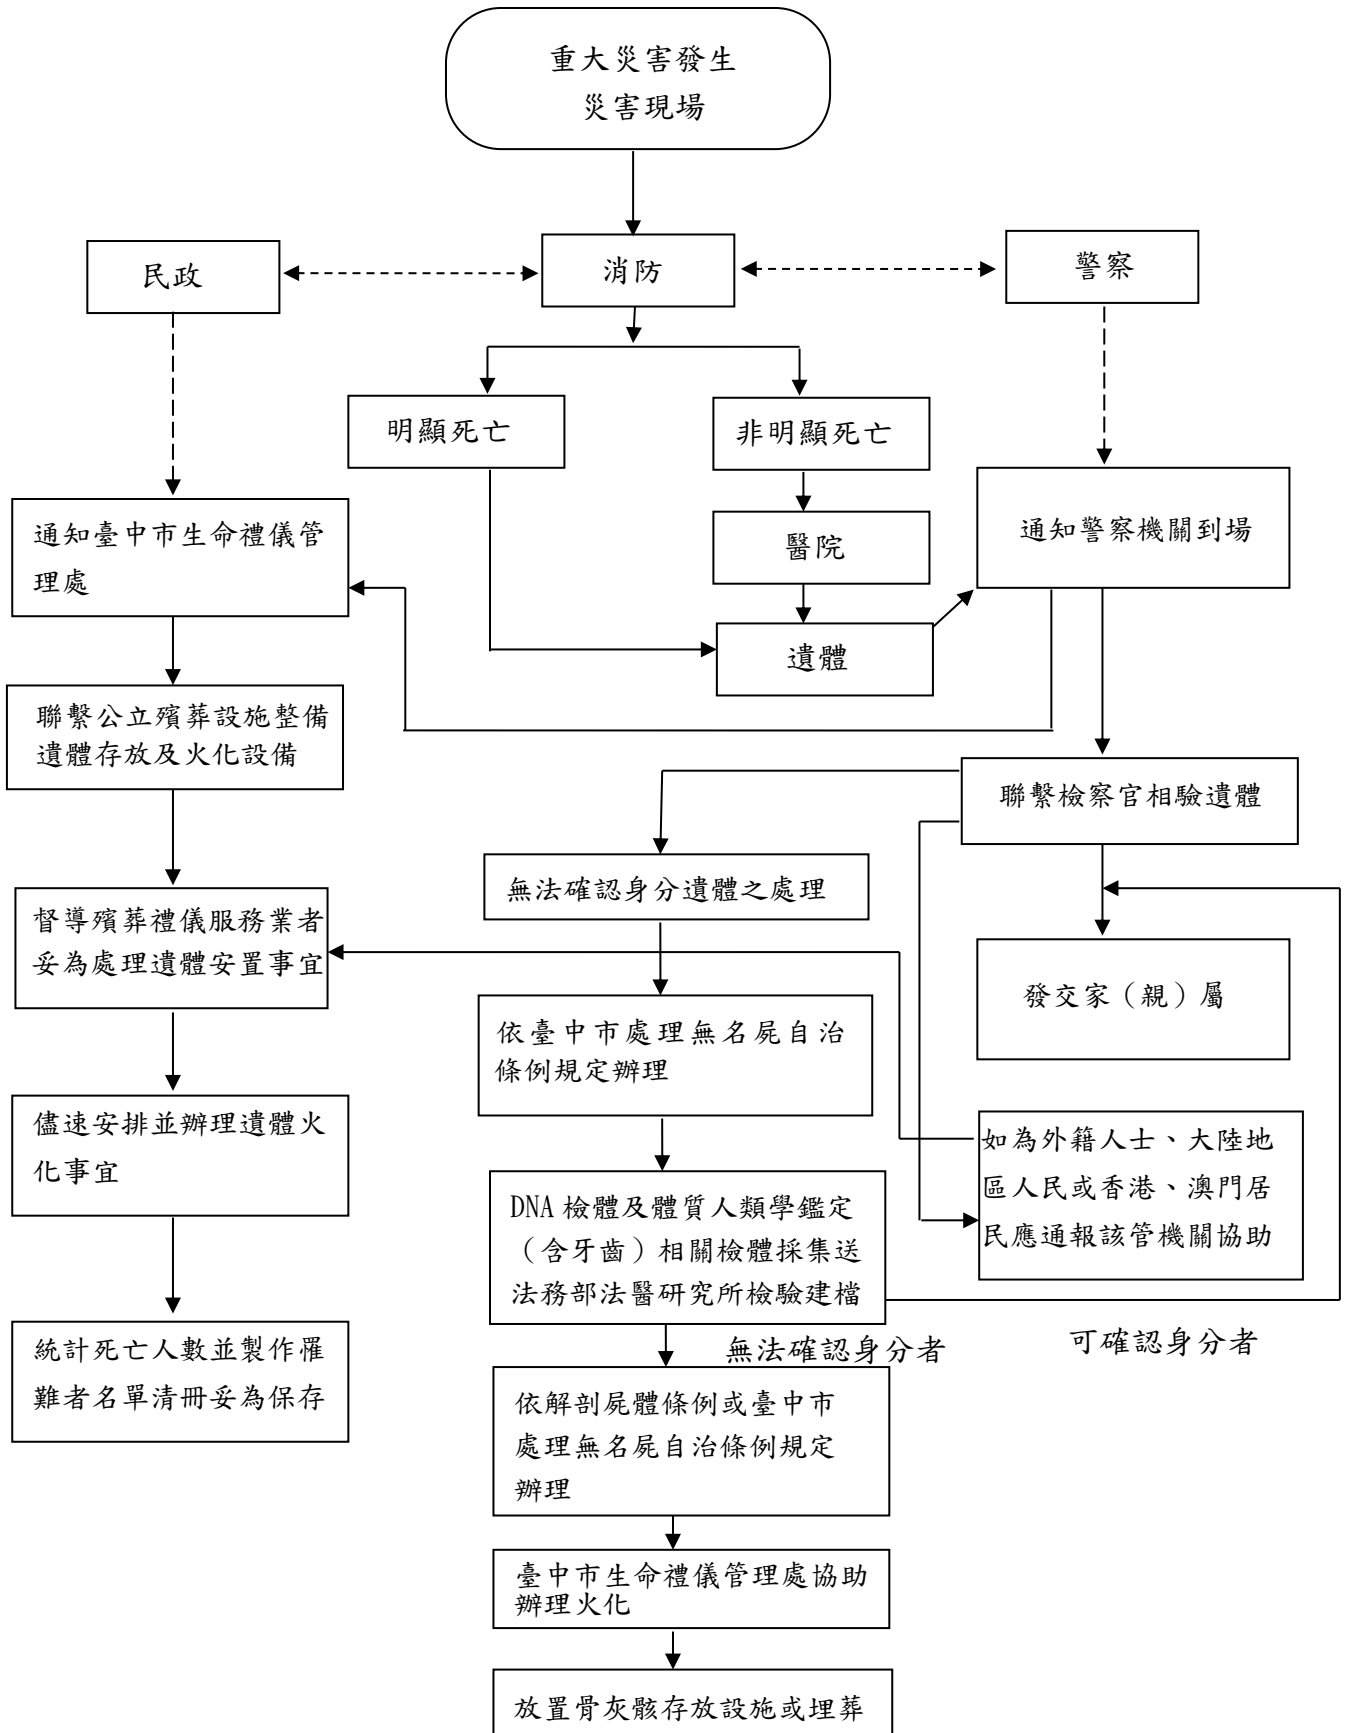 重大災害發生
災害現場
民政
消防
警察
明顯死亡
非明顯死亡
通知臺中市生命禮儀管
理處
醫院
通知警察機關到場
遺體
聯繫公立殯葬設施整備
遺體存放及火化設備
聯繫檢察官相驗遺體
無法確認身分遺體之處理
督導殯葬禮儀服務業者
妥為處理遺體安置事宜
發交家（親）屬
依臺中市處理無名屍自治
條例規定辦理
儘速安排並辦理遺體火
化事宜
如為外籍人士、大陸地
區人民或香港、澳門居
民應通報該管機關協助
DNA 檢體及體質人類學鑑定
（含牙齒）相關檢體採集送
法務部法醫研究所檢驗建檔
無法確認身分者
可確認身分者
統計死亡人數並製作罹
難者名單清冊妥為保存
依解剖屍體條例或臺中市
處理無名屍自治條例規定
辦理
臺中市生命禮儀管理處協助
辦理火化
放置骨灰骸存放設施或埋葬